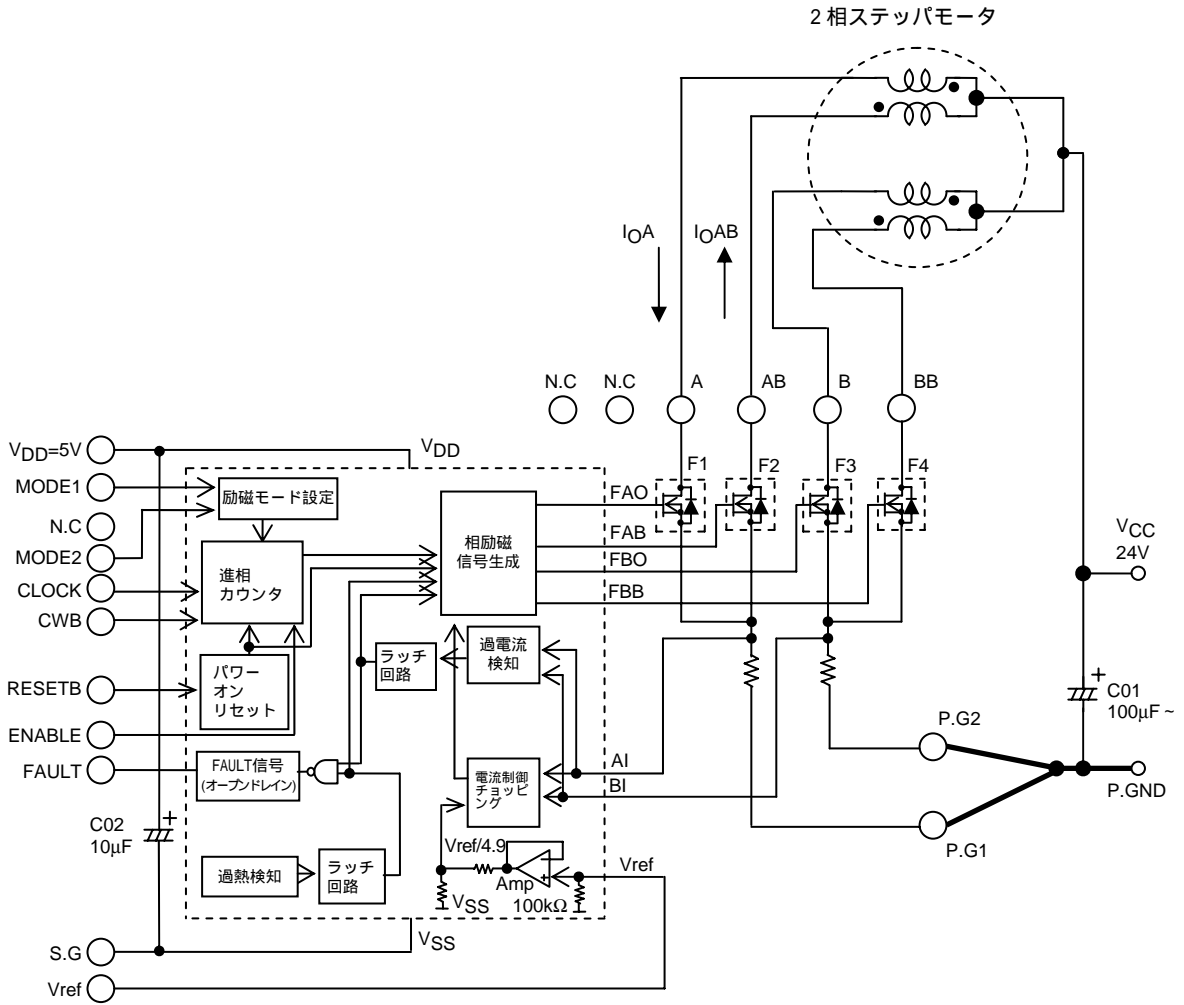 2 相ステッパモータ
IOA
IOAB
N.C
N.C
A
AB
B
BB
VDD=5V
MODE1
N.C
MODE2
CLOCK
CWB
RESETB
ENABLE
FAULT
C02
10μF
S.G
Vref
VDD
励磁モード設定
進相
カウンタ
パワー
オン
リセット
FAULT信号
(オープンドレイン)
過熱検知
ラッチ
回路
相励磁
信号生成
ラッチ
回路
過電流
検知
電流制御
チョッピ
ング
Vref/4.9
Amp
100kΩ
VSS
VSS
Vref
FAO
FAB
FBO
FBB
AI
BI
F1
F2
F3
F4
VCC
24V
C01
100μF ~
P.G2
P.G1
P.GND